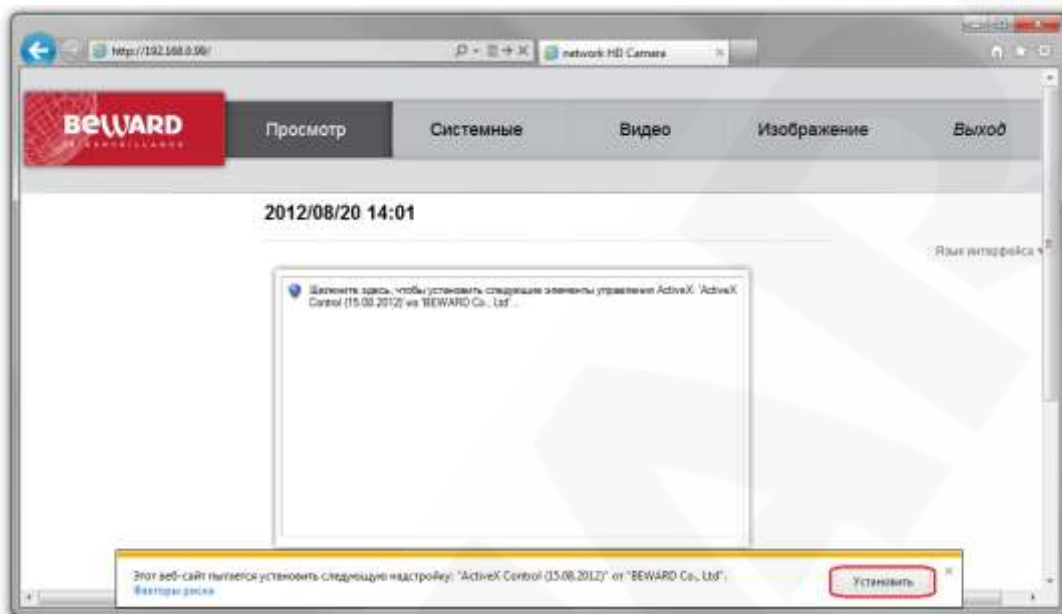 http://192.168.0.99/
network HD Camera
BEWARD
Просмотр
Системные
Видео
Изображение
Выход
2012/08/20 14:01
Язык интерфейса
Щелкните здесь, чтобы установить следующие элементы управления ActiveX: 'ActiveX
Control (15.08.2012)' из 'BEWARD Co., Ltd'.
Этот веб-сайт пытается установить следующую надстройку: "ActiveX Control (15.08.2012)" от "BEWARD Co., Ltd".
Факторы риска
Установить